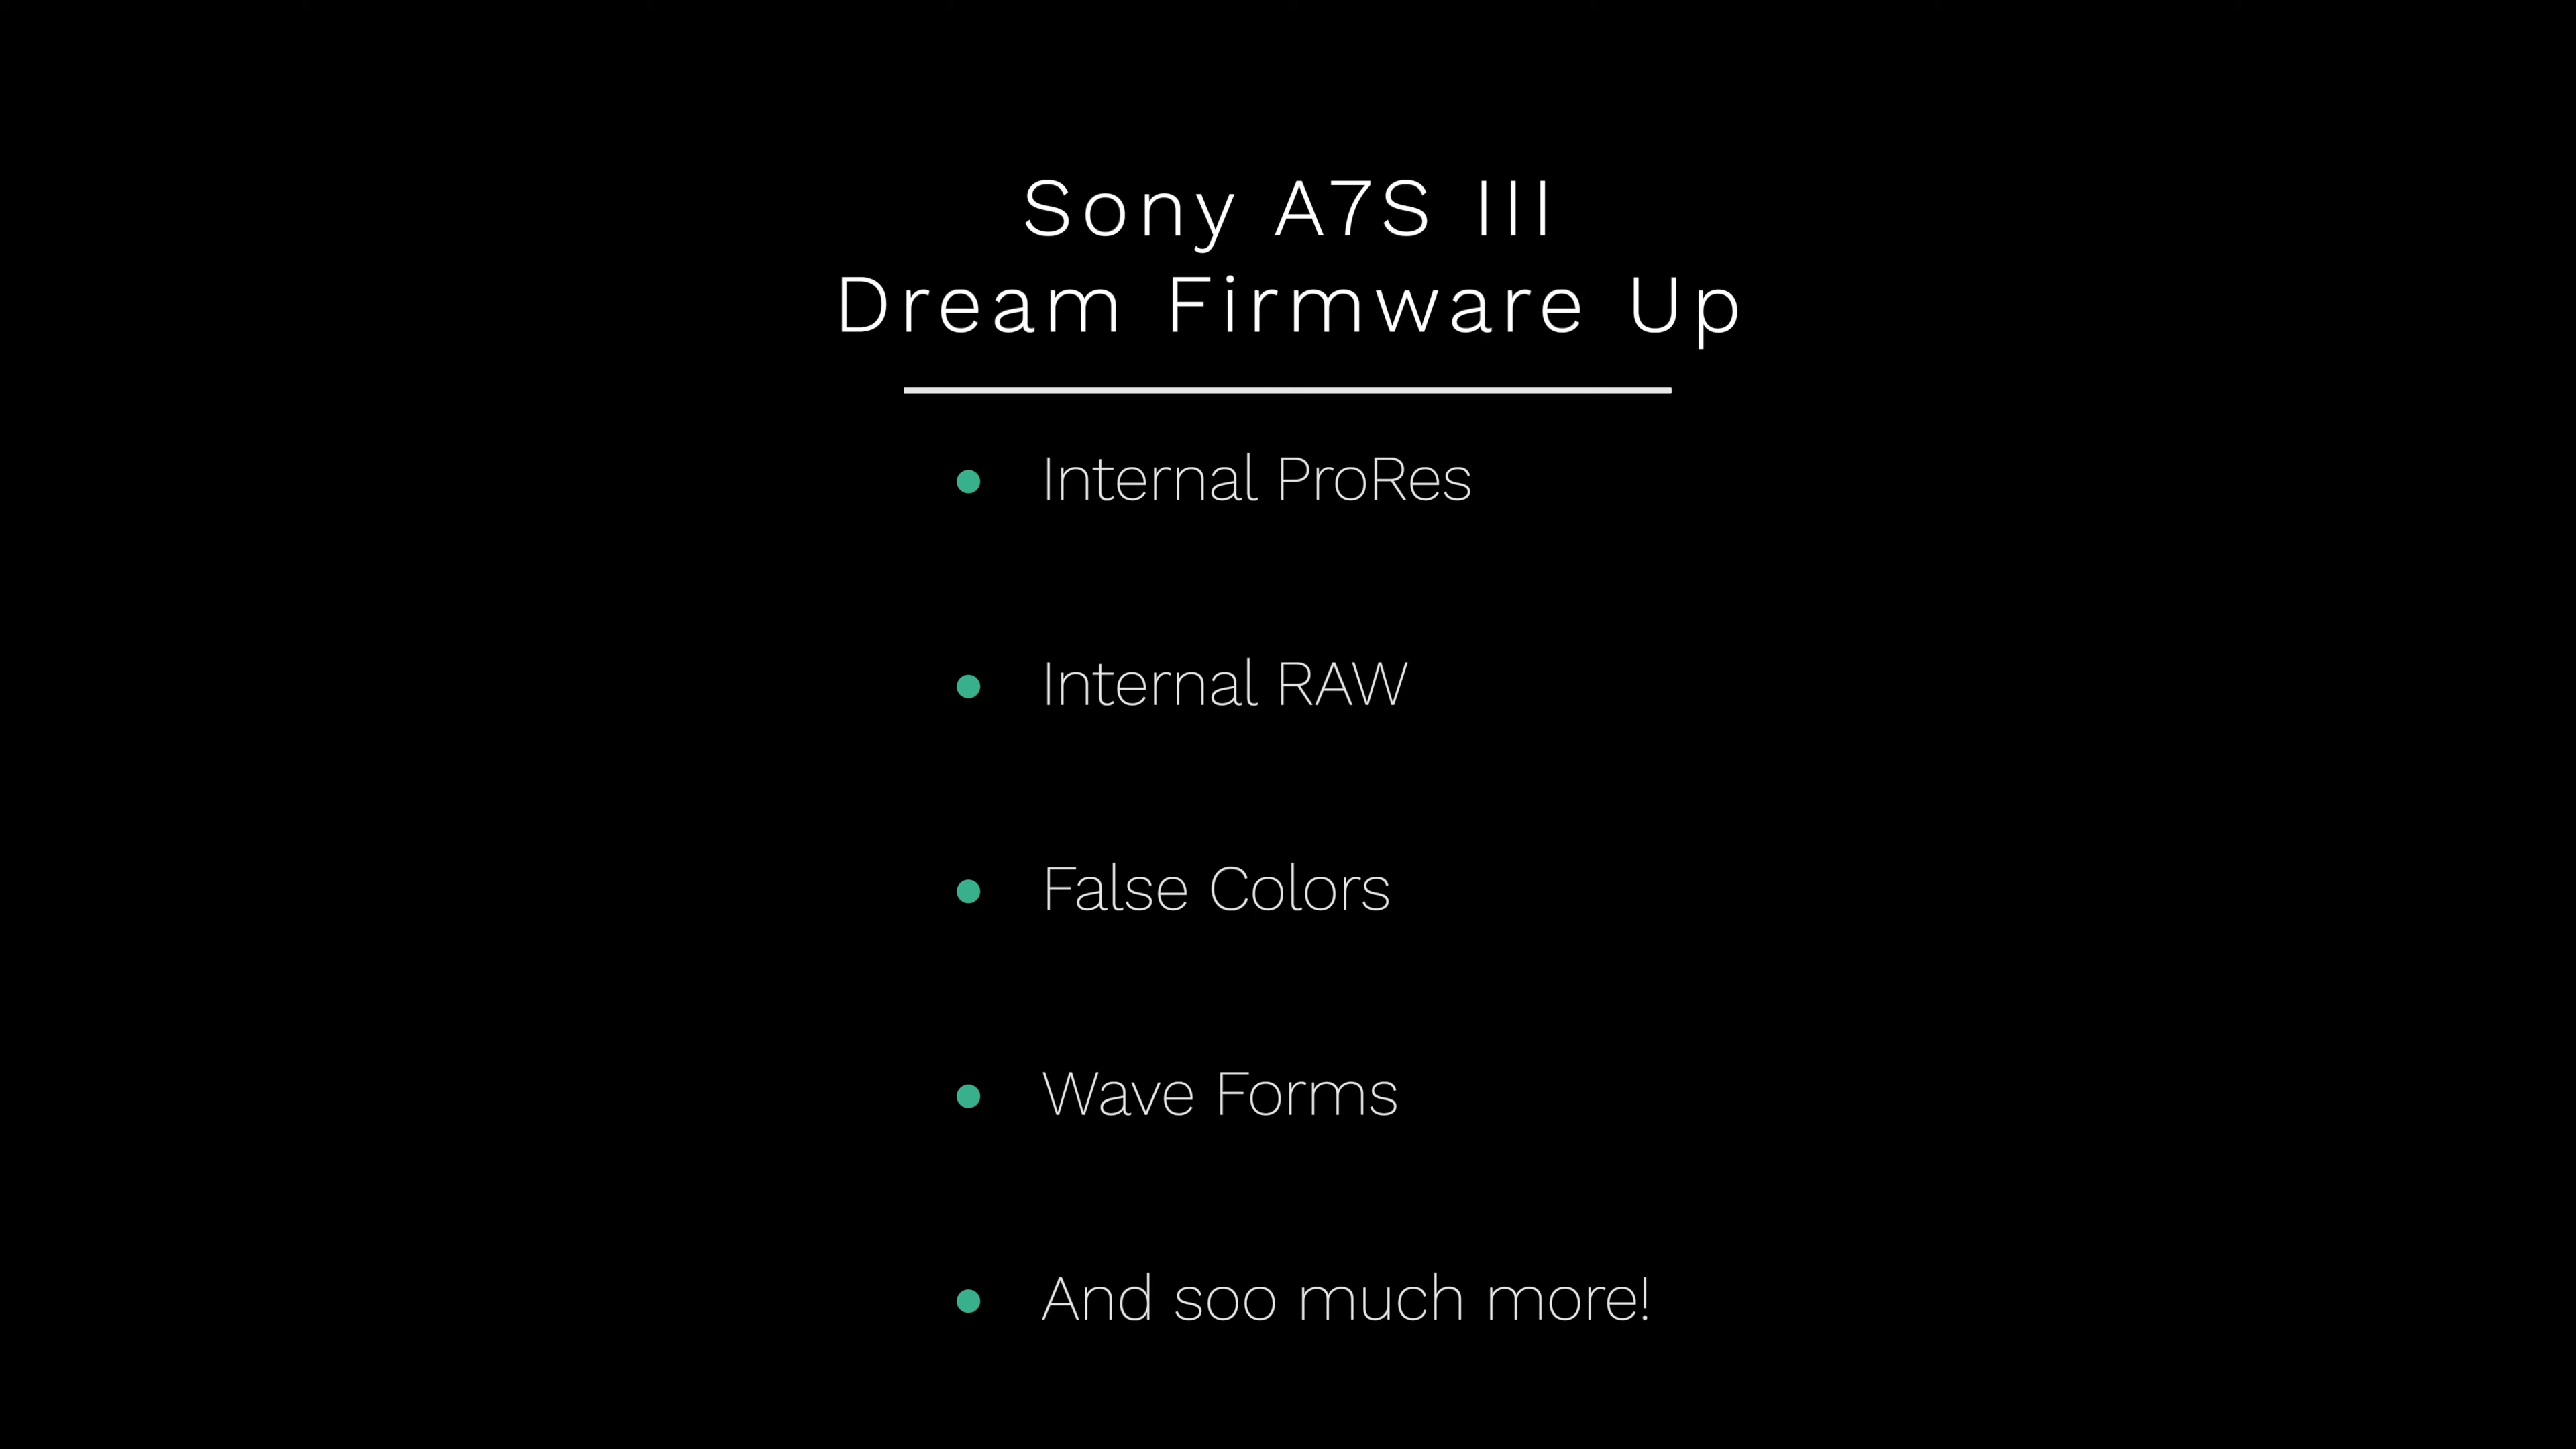 Sony A7S III
Dream Firmware Up
Internal ProRes
Internal RAW
False Colors
Wave Forms
And soo much more!